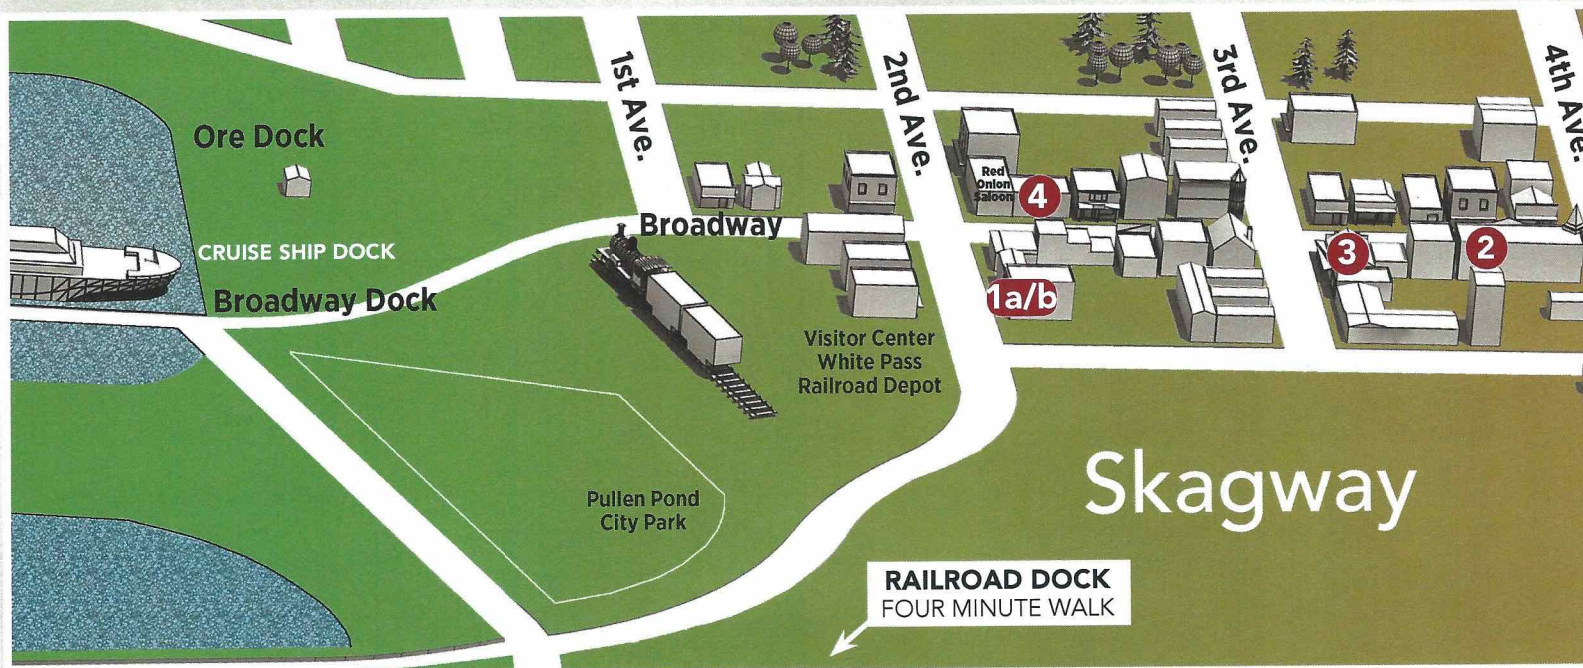 1st Ave.
2nd Ave.
3rd Ave.
4th Ave.
Ore Dock
Red
Onion
Saloon
4
Broadway
CRUISE SHIP DOCK
3
2
Broadway Dock
1a/b
Visitor Center
White Pass
Railroad Depot
Skagway
Pullen Pond
City Park
RAILROAD DOCK
FOUR MINUTE WALK